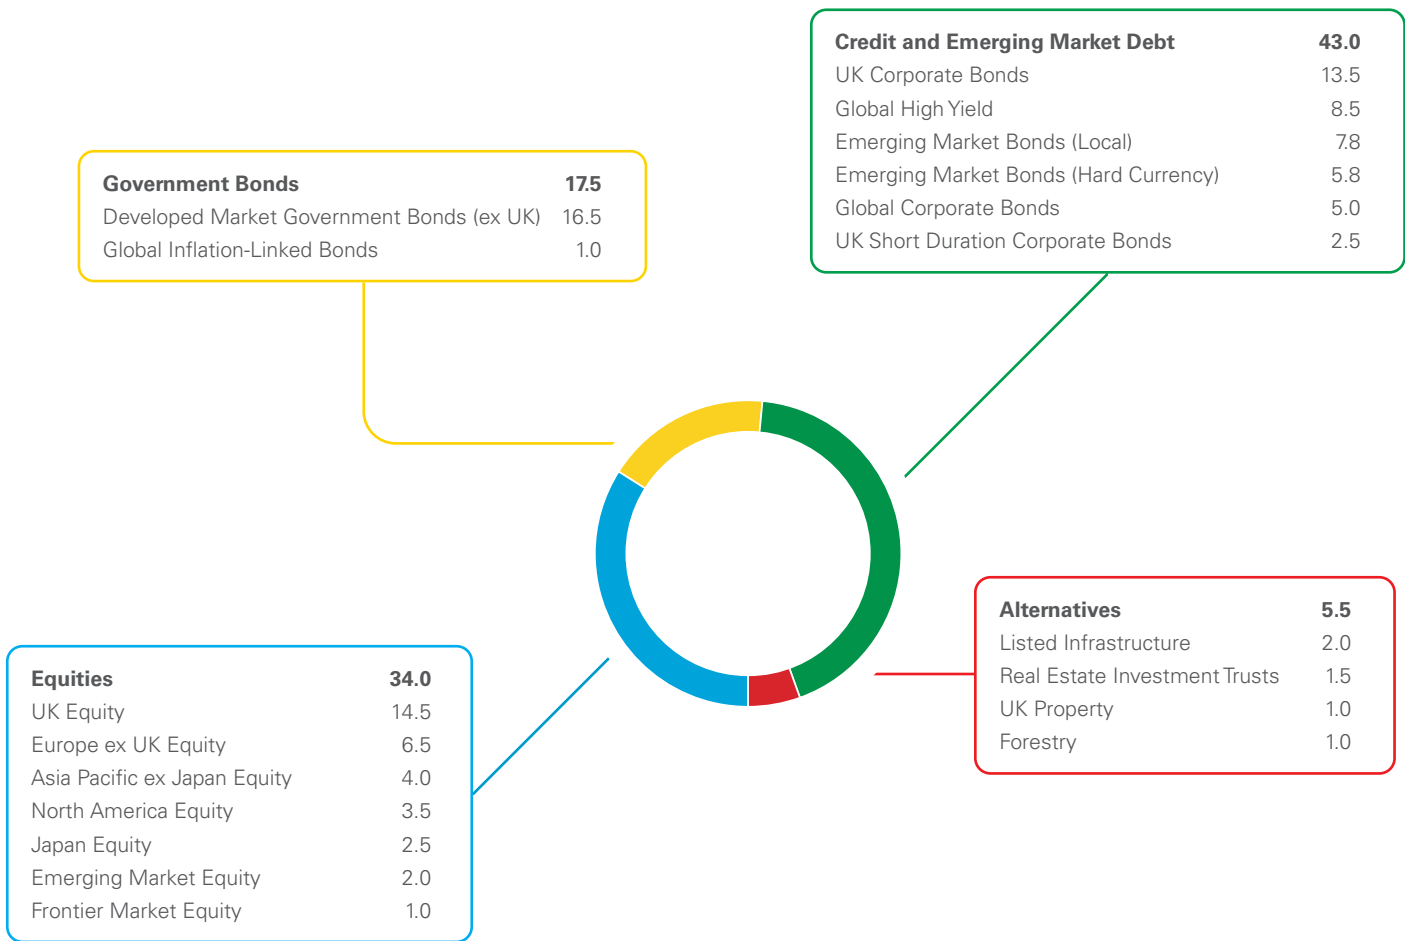 Credit and Emerging Market Debt 43.0
UK Corporate Bonds 13.5
Global High Yield 8.5
Emerging Market Bonds (Local) 7.8
Emerging Market Bonds (Hard Currency) 5.8
Global Corporate Bonds 5.0
UK Short Duration Corporate Bonds 2.5
Government Bonds 17.5
Developed Market Government Bonds (ex UK) 16.5
Global Inflation-Linked Bonds 1.0
Alternatives 5.5
Listed Infrastructure 2.0
Real Estate Investment Trusts 1.5
UK Property 1.0
Forestry 1.0
Equities 34.0
UK Equity 14.5
Europe ex UK Equity 6.5
Asia Pacific ex Japan Equity 4.0
North America Equity 3.5
Japan Equity 2.5
Emerging Market Equity 2.0
Frontier Market Equity 1.0